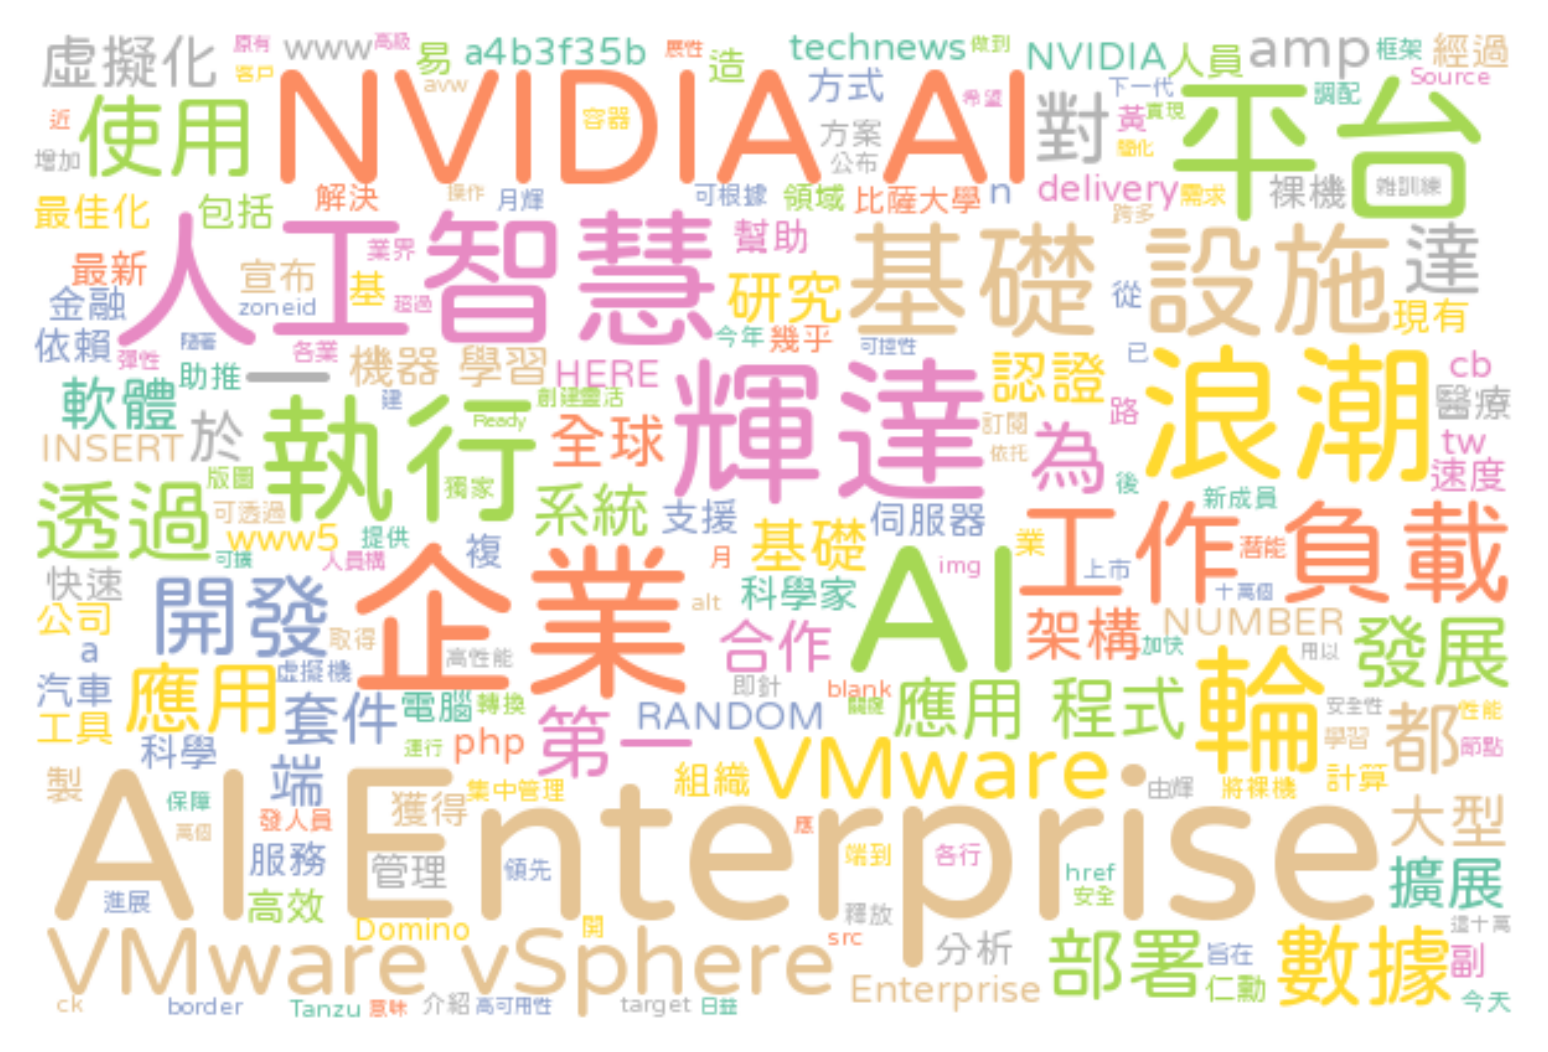 虛擬化 原有 www 高級 易 a4b3f35b 展性 造 technews 做到 NVIDIA 人員 amp 框架 經過
客戶 avw 方式 希望 下一代 調配 Source
近 使用 NVIDIA AI 容器 方案 對 黃 實現 平台
增加 公布 簡化
最佳化 包括 解決 操作 月輝 可根據 領域 比薩大學 n delivery 需求 裸機
跨多
人工智慧 業界 幫助 基礎設施 達
最新 宣布 基 超過 研究 從
金融 zoneid 現有
依賴 隨著 各業 今年 幾乎 可控性 已
彈性 助推 一 機器 學習 HERE 輝達 認證 浪潮 cb
軟體 建 執行 Ready 創建靈活 全球 訂閱 路 醫療
INSERT 於 依托 為 tw
版圖 獨家 後 速度
透過 可透過 系統 支援 伺服器 新成員 工作負載
www5 提供 基礎 業 潛能
可擴 人員構 複 月 img 上市
快速 開發 企業 科學家 AI 十萬個
公司 alt NUMBER
a 取得 合作 架構 加快 發展
高性能 用以
汽車 應用 虛擬機 即針 blank 應用 程式 輪
工具 套件 電腦 轉換 RANDOM 安全性 都 性能
科學 運行 php 第一 VMware 學習 節點
製 端 集中管理 組織 由輝 將裸機 計算
保障 AI Enterprise 獲得 大型
萬個 發人員 應
服務 管理 領先 端到 各行 href 擴展
進展 高效 安全
Domino 開 釋放 這十萬
VMware vSphere src 分析 部署 旨在 數據 副
Enterprise 仁勳
ck border Tanzu 意味 介紹 高可用性 target 日益 今天